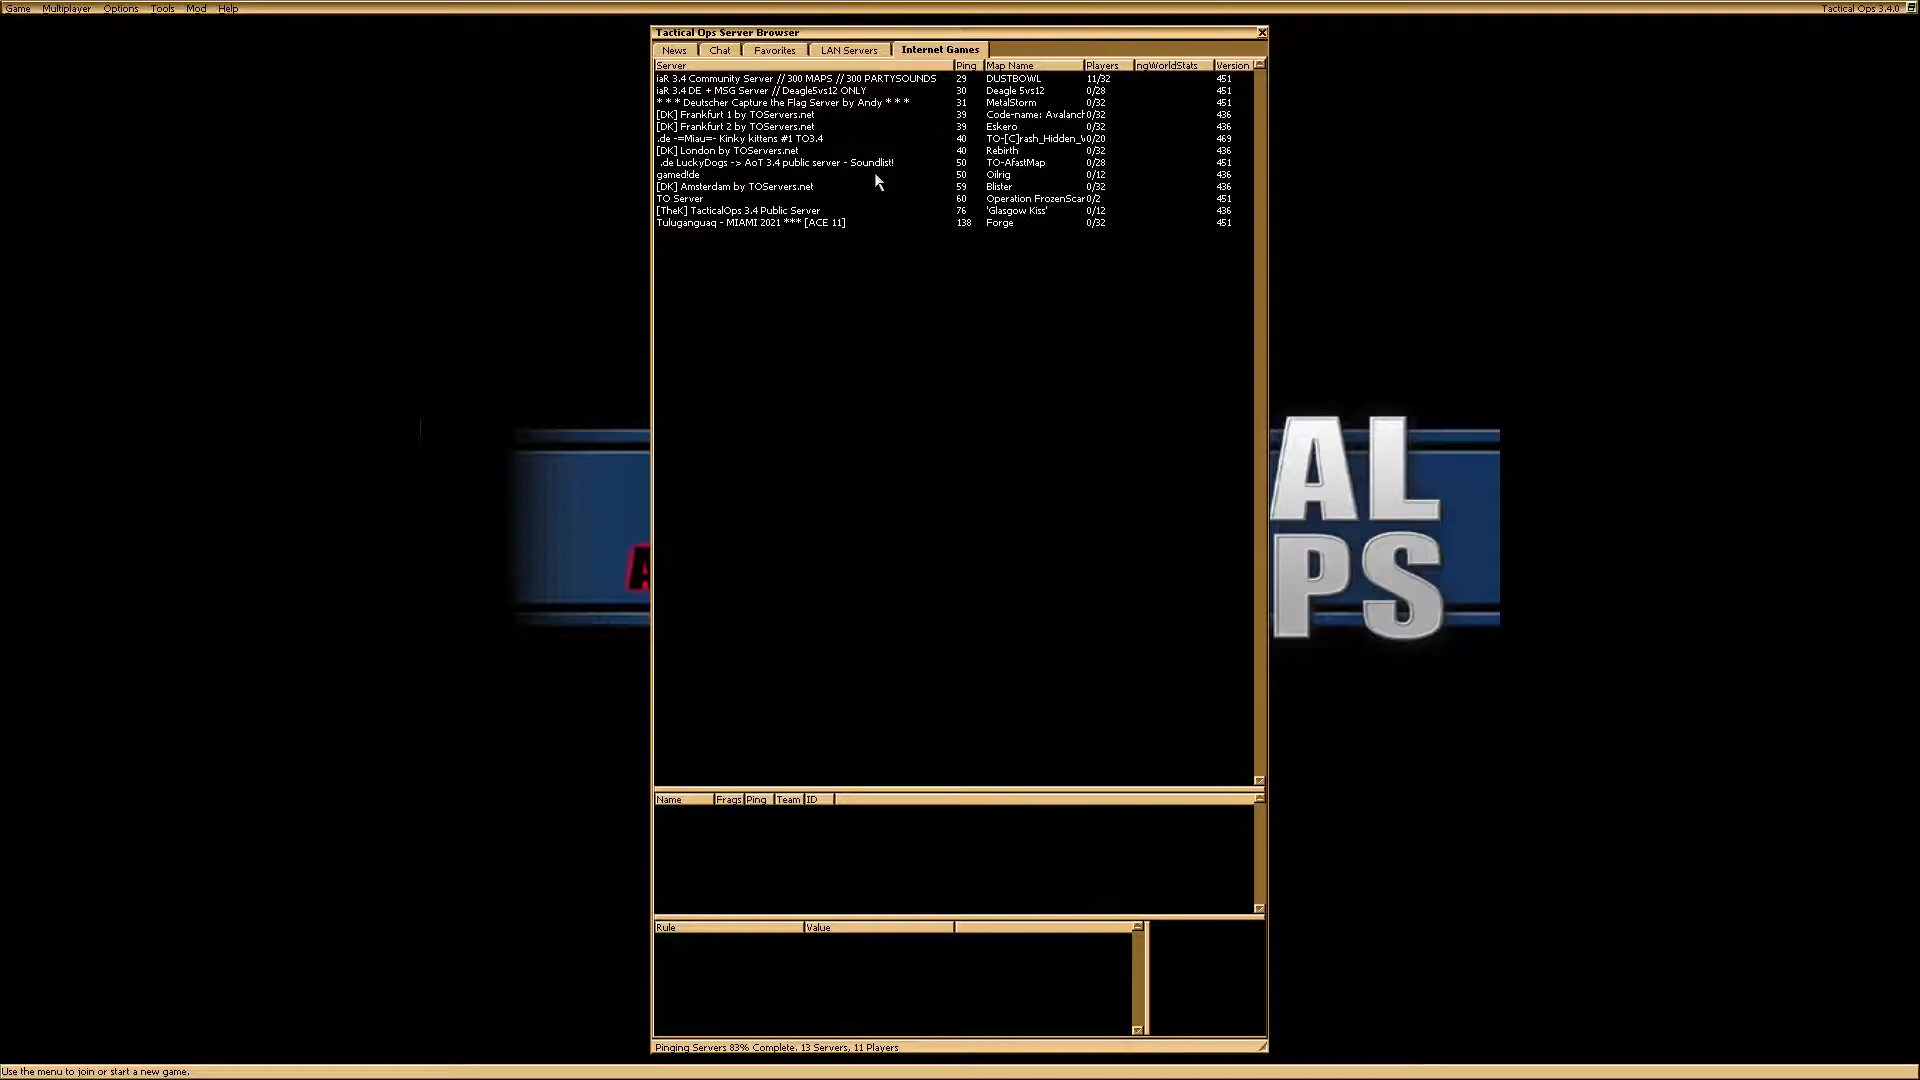 Game Multiplayer Options Tools Mod Help Tactical Ops 3.4.0
Tactical Ops Server Browser
News Chat Favorites LAN Servers Internet Games
Server Ping Map Name Players ngWorldStats Version
iaR 3.4 Community Server // 300 MAPS // 300 PARTYSOUNDS 29 DUSTBOWL 11/32 451
iaR 3.4 DE + MSG Server // Deagle5vs12 ONLY 30 Deagle 5vs12 0/28 451
* * * Deutscher Capture the Flag Server by Andy * * * 31 MetalStorm 0/32 451
[DK] Frankfurt 1 by TOServers.net 39 Code-name: Avalanch 0/32 436
[DK] Frankfurt 2 by TOServers.net 39 Eskero 0/32 436
.de -=Miau=- Kinky kittens #1 TO3.4 40 TO-[C]rash_Hidden_V 0/20 469
[DK] London by TOServers.net 40 Rebirth 0/32 436
.de LuckyDogs -> AoT 3.4 public server - Soundlist! 50 TO-AfastMap 0/28 451
gamed!de 50 Oilrig 0/12 436
[DK] Amsterdam by TOServers.net 59 Blister 0/32 436
TO Server 60 Operation FrozenScar 0/2 451
[TheK] TacticalOps 3.4 Public Server 76 'Glasgow Kiss' 0/12 436
Tuluganguaq - MIAMI 2021 *** [ACE 11] 138 Forge 0/32 451
AL
PS
A
Name Frags Ping Team ID
Rule Value
Pinging Servers 83% Complete. 13 Servers, 11 Players
Use the menu to join or start a new game.